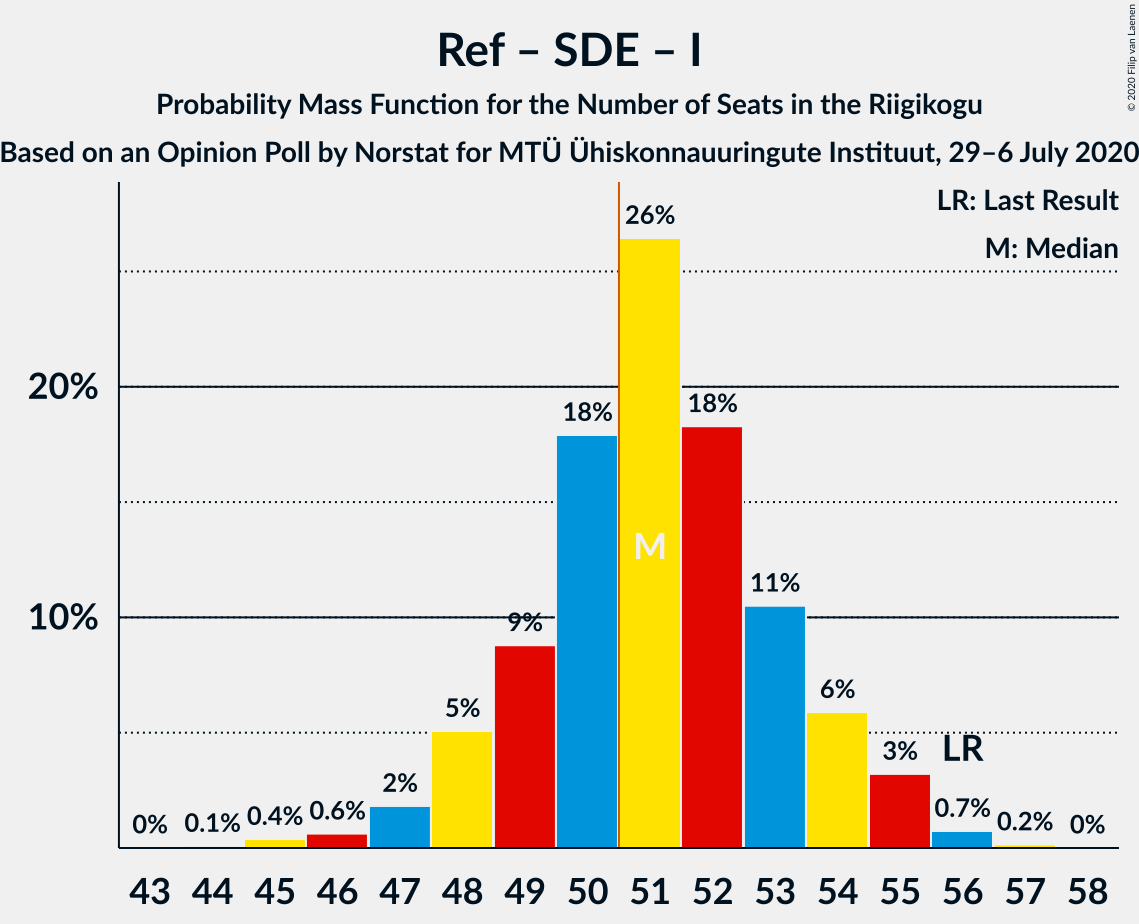 Ref – SDE – I
Probability Mass Function for the Number of Seats in the Riigikogu
Based on an Opinion Poll by Norstat for MTÜ Ühiskonnauuringute Instituut, 29–6 July 2020
© 2020 Filip van Laenen
LR: Last Result
M: Median
26%
20%
18%
18%
M
11%
10%
9%
6%
5%
3%
LR
2%
0%
0.1%
0.4%
0.6%
0.7%
0.2%
0%
43 44 45 46 47 48 49 50 51 52 53 54 55 56 57 58